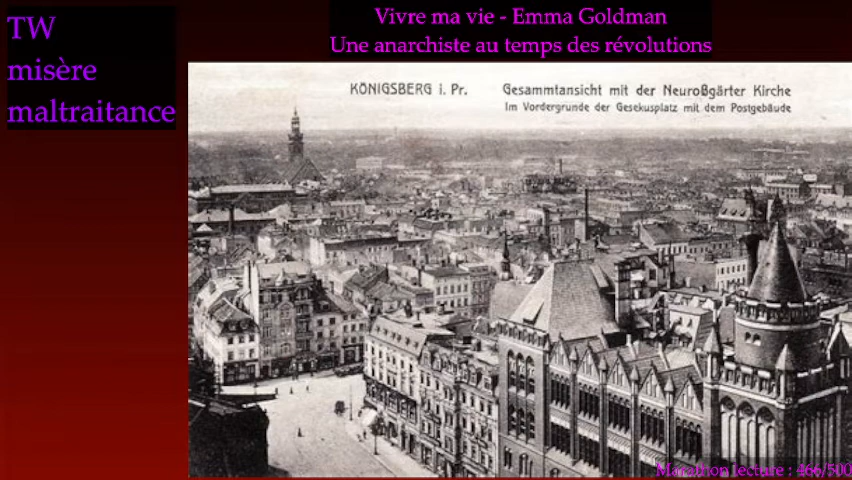 TW
misère
maltraitance
Vivre ma vie - Emma Goldman
Une anarchiste au temps des révolutions
KÖNIGSBERG i. Pr. Gesammtansicht mit der Neuroßgärter Kirche
Im Vordergrunde der Gesekusplatz mit dem Postgebäude
Marathon lecture : 466/500